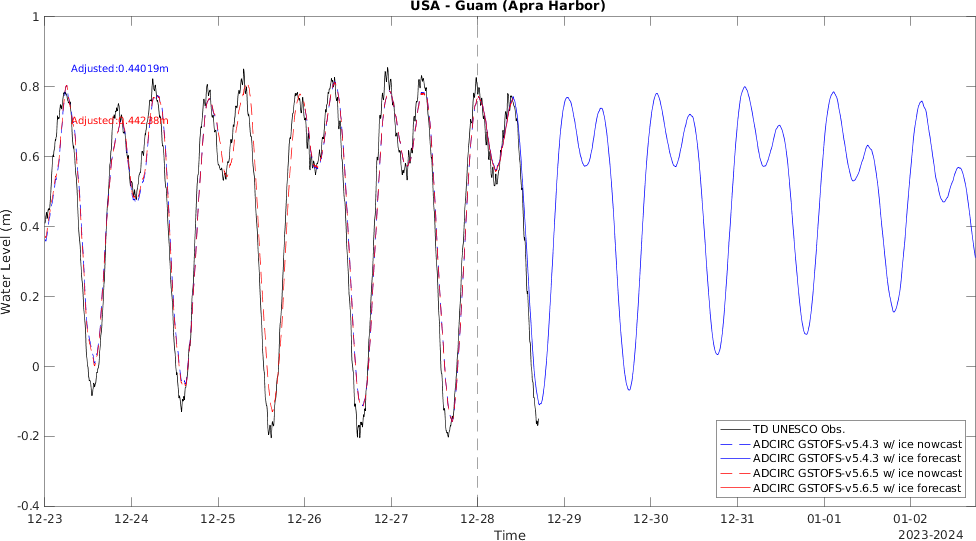 USA - Guam (Apra Harbor)
1
0.8
0.6
0.4
0.2
0
-0.2
-0.4
Water Level (m)
Adjusted:0.44019m
Adjusted:0.44238m
TD UNESCO Obs.
ADCIRC GSTOFS-v5.4.3 w/ ice nowcast
ADCIRC GSTOFS-v5.4.3 w/ ice forecast
ADCIRC GSTOFS-v5.6.5 w/ ice nowcast
ADCIRC GSTOFS-v5.6.5 w/ ice forecast
12-23 12-24 12-25 12-26 12-27 12-28 12-29 12-30 12-31 01-01 01-02
Time
2023-2024